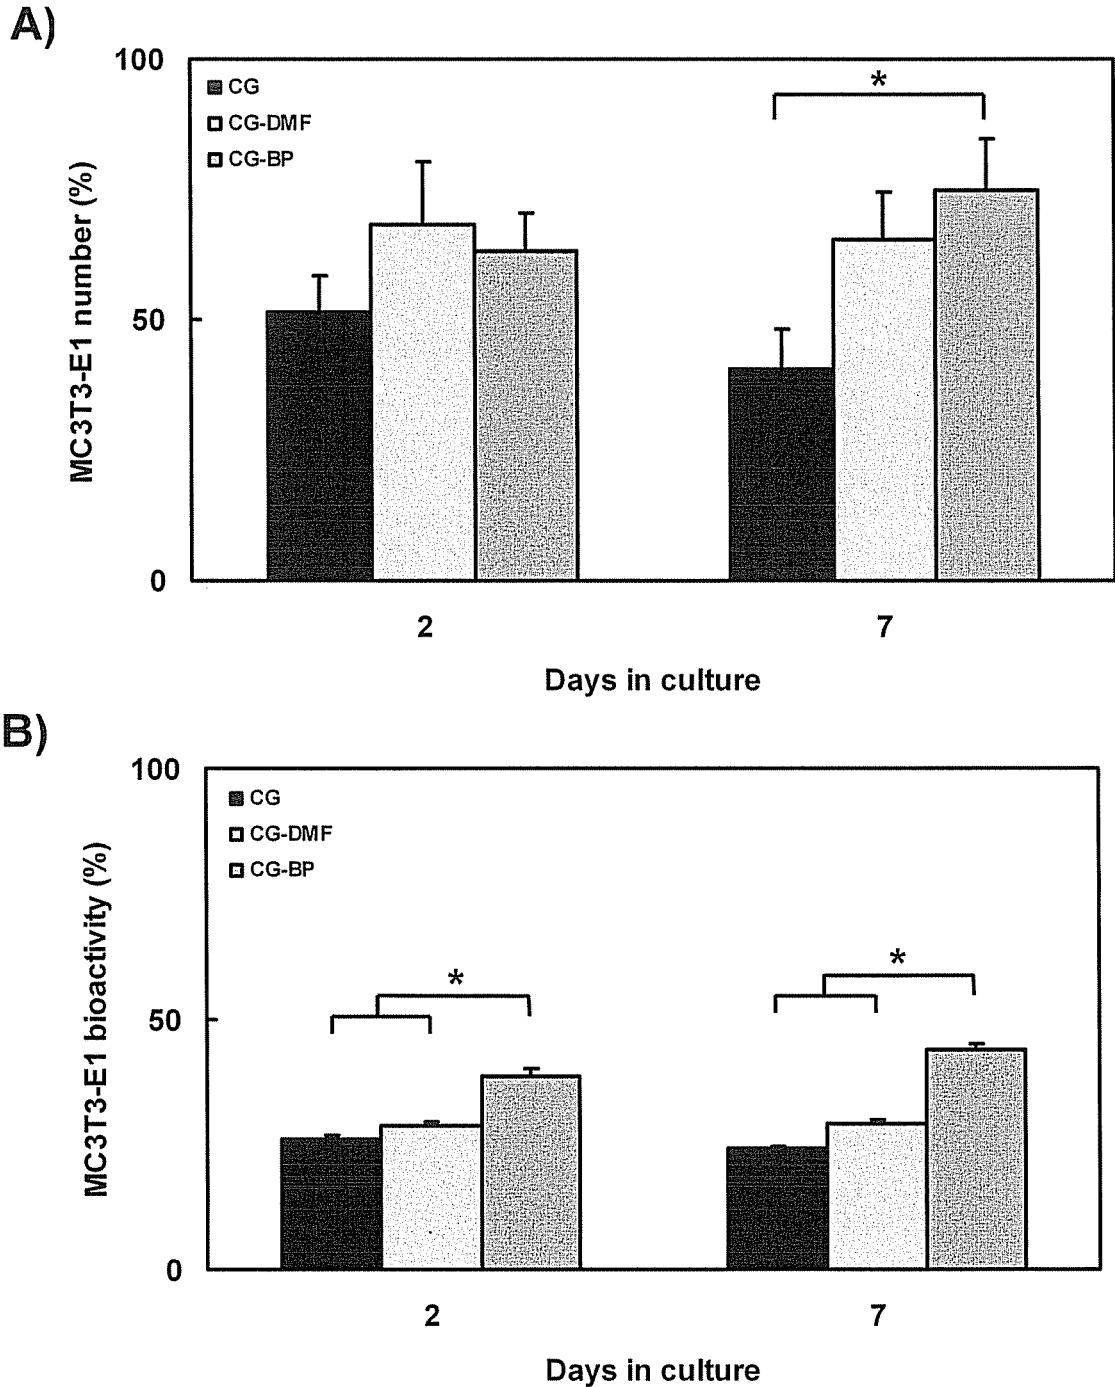 A)
100
CG
CG-DMF
CG-BP
*
50
0
MC3T3-E1 number (%)
2
7
Days in culture
B)
100
CG
CG-DMF
CG-BP
*
*
50
0
MC3T3-E1 bioactivity (%)
2
7
Days in culture